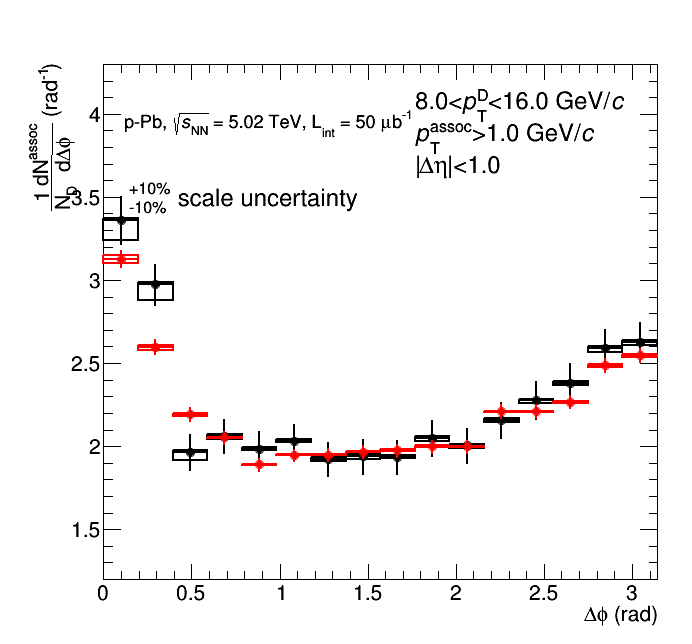 1 dN^assoc / N_D dΔϕ (rad⁻¹)
p-Pb, √s_NN = 5.02 TeV, L_int = 50 μb⁻¹
8.0<p_T^D<16.0 GeV/c
p_T^assoc>1.0 GeV/c
|Δη|<1.0
+10%
-10% scale uncertainty
4
3.5
3
2.5
2
1.5
0 0.5 1 1.5 2 2.5 3
Δϕ (rad)